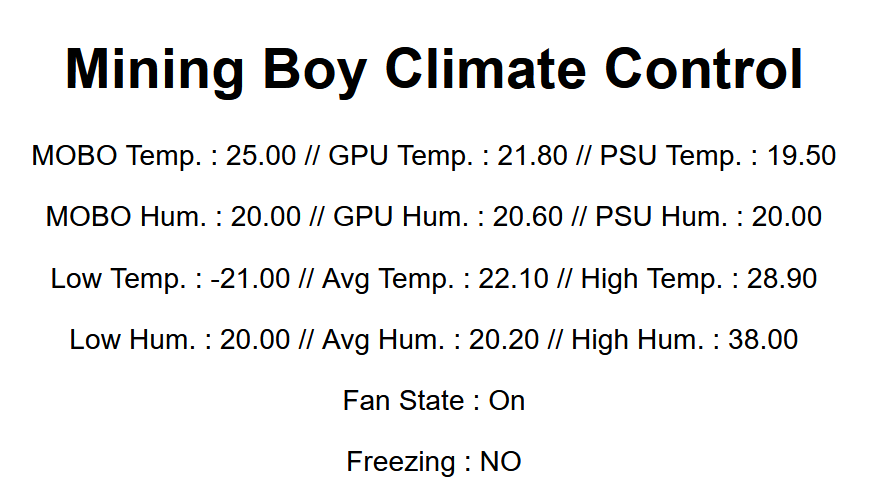 Mining Boy Climate Control
MOBO Temp. : 25.00 // GPU Temp. : 21.80 // PSU Temp. : 19.50
MOBO Hum. : 20.00 // GPU Hum. : 20.60 // PSU Hum. : 20.00
Low Temp. : -21.00 // Avg Temp. : 22.10 // High Temp. : 28.90
Low Hum. : 20.00 // Avg Hum. : 20.20 // High Hum. : 38.00
Fan State : On
Freezing : NO